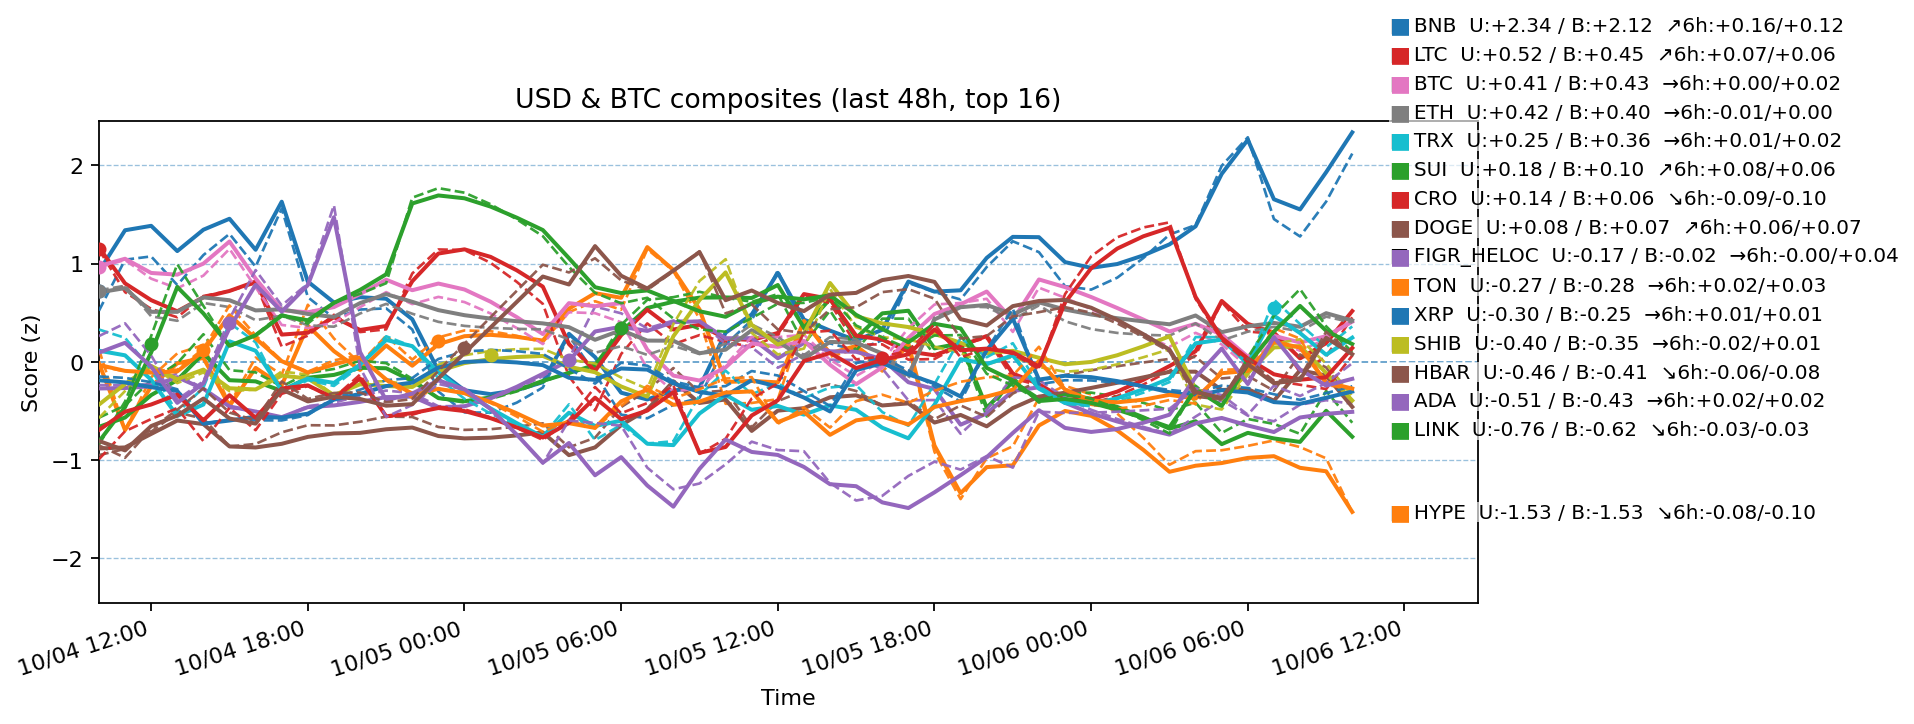 BNB  U:+2.34 / B:+2.12  ↗6h:+0.16/+0.12
LTC  U:+0.52 / B:+0.45  ↗6h:+0.07/+0.06
BTC  U:+0.41 / B:+0.43  →6h:+0.00/+0.02
ETH  U:+0.42 / B:+0.40  →6h:-0.01/+0.00
TRX  U:+0.25 / B:+0.36  →6h:+0.01/+0.02
SUI  U:+0.18 / B:+0.10  ↗6h:+0.08/+0.06
CRO  U:+0.14 / B:+0.06  ↘6h:-0.09/-0.10
DOGE  U:+0.08 / B:+0.07  ↗6h:+0.06/+0.07
FIGR_HELOC  U:-0.17 / B:-0.02  →6h:-0.00/+0.04
TON  U:-0.27 / B:-0.28  →6h:+0.02/+0.03
XRP  U:-0.30 / B:-0.25  →6h:+0.01/+0.01
SHIB  U:-0.40 / B:-0.35  →6h:-0.02/+0.01
HBAR  U:-0.46 / B:-0.41  ↘6h:-0.06/-0.08
ADA  U:-0.51 / B:-0.43  →6h:+0.02/+0.02
LINK  U:-0.76 / B:-0.62  ↘6h:-0.03/-0.03
HYPE  U:-1.53 / B:-1.53  ↘6h:-0.08/-0.10
USD & BTC composites (last 48h, top 16)
Score (z)
2
1
0
−1
−2
10/04 12:00
10/04 18:00
10/05 00:00
10/05 06:00
10/05 12:00
10/05 18:00
10/06 00:00
10/06 06:00
10/06 12:00
Time